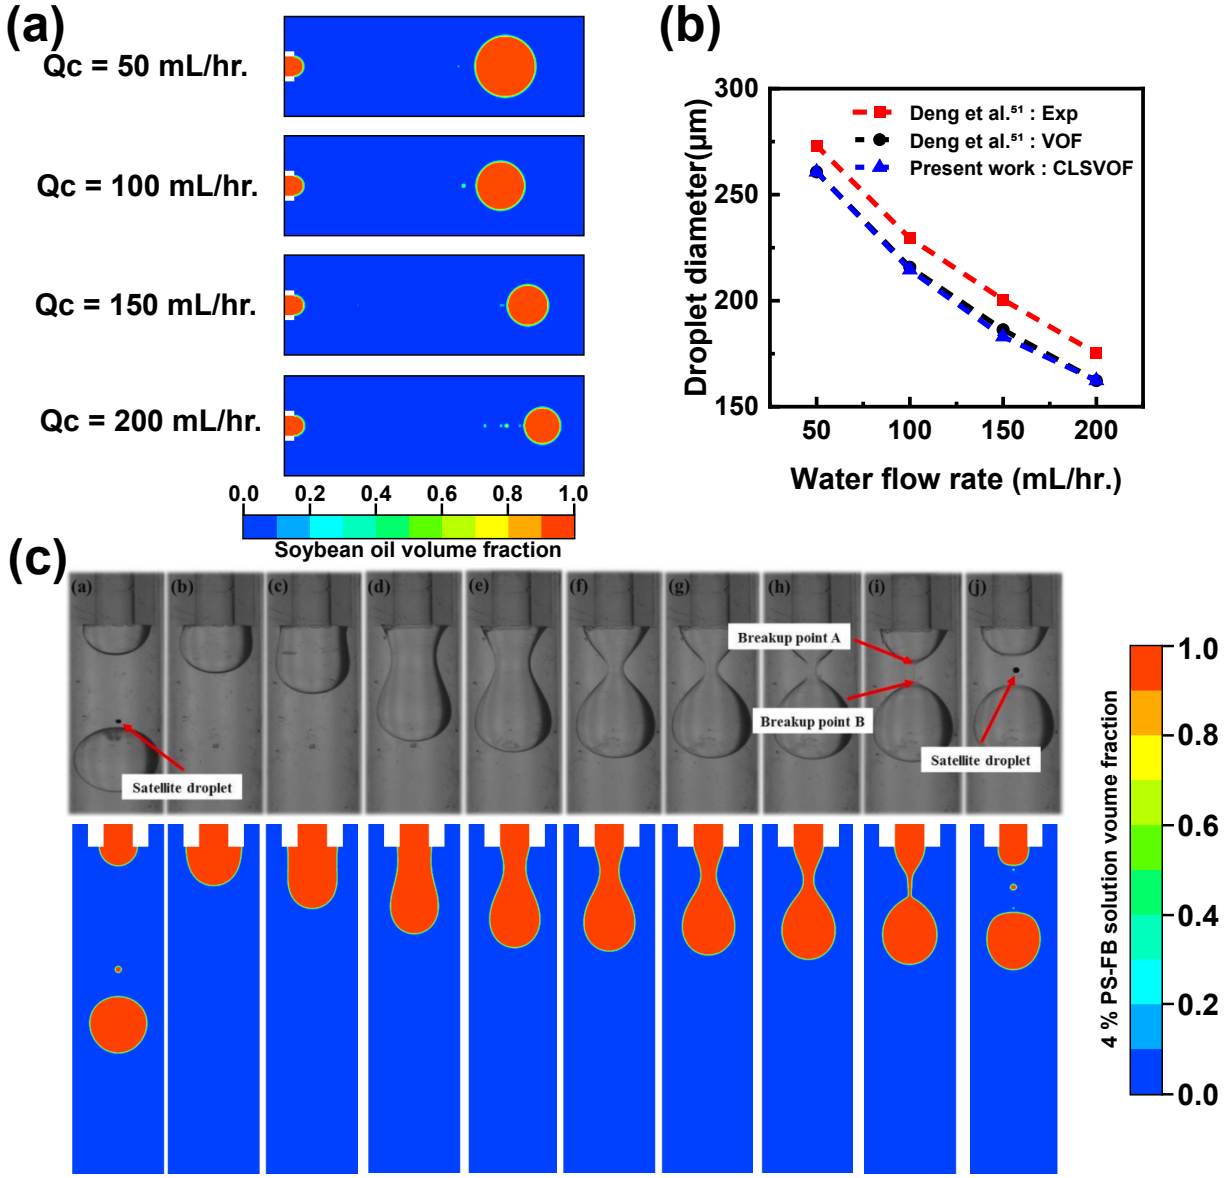 (a)
Qc = 50 mL/hr.
Qc = 100 mL/hr.
Qc = 150 mL/hr.
Qc = 200 mL/hr.
0.0 0.2 0.4 0.6 0.8 1.0
Soybean oil volume fraction
(b)
300
250
200
150
Droplet diameter(μm)
Deng et al.⁵¹ : Exp
Deng et al.⁵¹ : VOF
Present work : CLSVOF
50 100 150 200
Water flow rate (mL/hr.)
(c)
(a) (b) (c) (d) (e) (f) (g) (h) (i) (j)
Breakup point A
Breakup point B
Satellite droplet
Satellite droplet
1.0
0.8
0.6
0.4
0.2
0.0
4 % PS-FB solution volume fraction